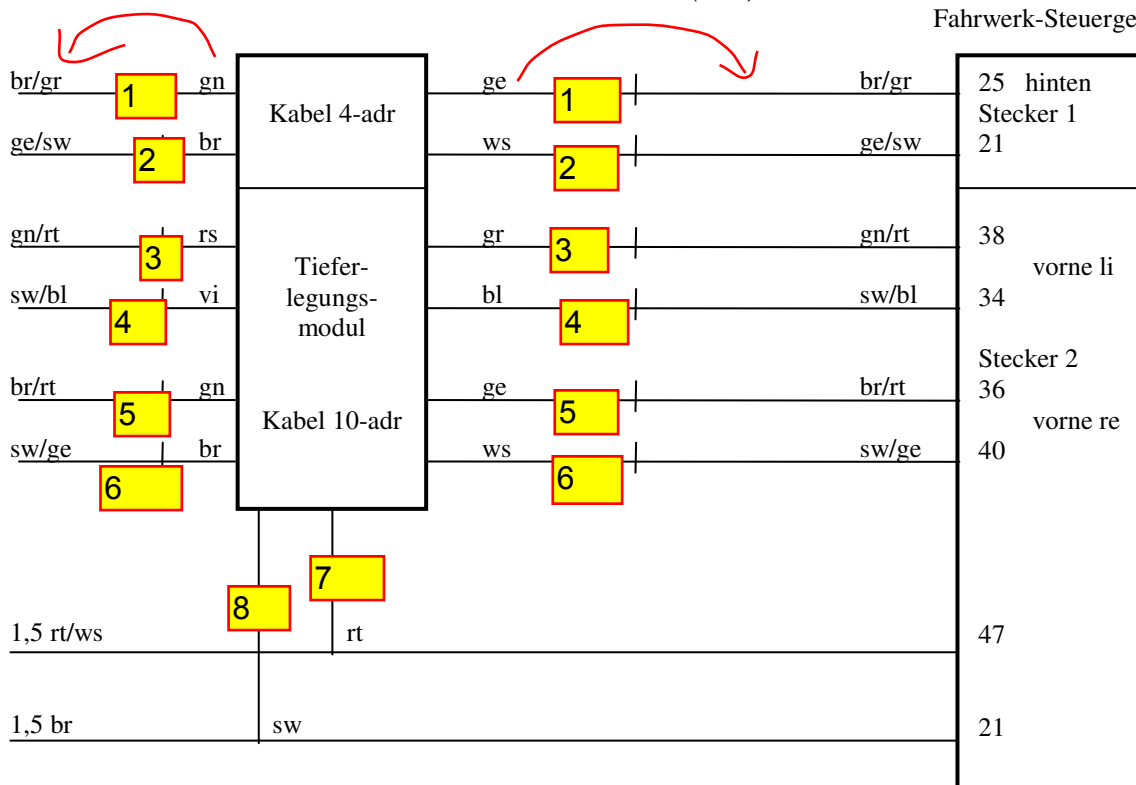 Fahrwerk-Steuerge
br/gr 1 gn Kabel 4-adr ge 1 br/gr 25 hinten
Stecker 1
ge/sw 2 br ws 2 ge/sw 21
gn/rt 3 rs gr 3 gn/rt 38
Tiefer-
legungs-
modul
vorne li
sw/bl 4 vi bl 4 sw/bl 34
Stecker 2
br/rt 5 gn ge 5 br/rt 36
Kabel 10-adr
vorne re
sw/ge 6 br ws 6 sw/ge 40
7
8
1,5 rt/ws rt 47
1,5 br sw 21